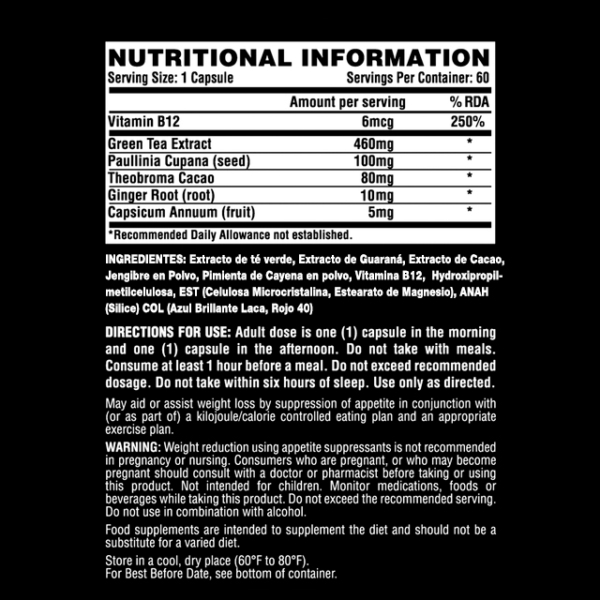 NUTRITIONAL INFORMATION
Serving Size: 1 Capsule Servings Per Container: 60
Amount per serving % RDA
Vitamin B12 6mcg 250%
Green Tea Extract 460mg *
Paullinia Cupana (seed) 100mg *
Theobroma Cacao 80mg *
Ginger Root (root) 10mg *
Capsicum Annuum (fruit) 5mg *
*Recommended Daily Allowance not established.
INGREDIENTES: Extracto de té verde, Extracto de Guaraná, Extracto de Cacao,
Jengibre en Polvo, Pimienta de Cayena en polvo, Vitamina B12, Hydroxipropil-
metilcelulosa, EST (Celulosa Microcristalina, Estearato de Magnesio), ANAH
(Sílice) COL (Azul Brillante Laca, Rojo 40)
DIRECTIONS FOR USE: Adult dose is one (1) capsule in the morning
and one (1) capsule in the afternoon. Do not take with meals.
Consume at least 1 hour before a meal. Do not exceed recommended
dosage. Do not take within six hours of sleep. Use only as directed.
May aid or assist weight loss by suppression of appetite in conjunction with
(or as part of) a kilojoule/calorie controlled eating plan and an appropriate
exercise plan.
WARNING: Weight reduction using appetite suppressants is not recommended
in pregnancy or nursing. Consumers who are pregnant, or who may become
pregnant should consult with a doctor or pharmacist before taking or using
this product. Not intended for children. Monitor medications, foods or
beverages while taking this product. Do not exceed the recommended serving.
Do not use in combination with alcohol.
Food supplements are intended to supplement the diet and should not be a
substitute for a varied diet.
Store in a cool, dry place (60°F to 80°F).
For Best Before Date, see bottom of container.